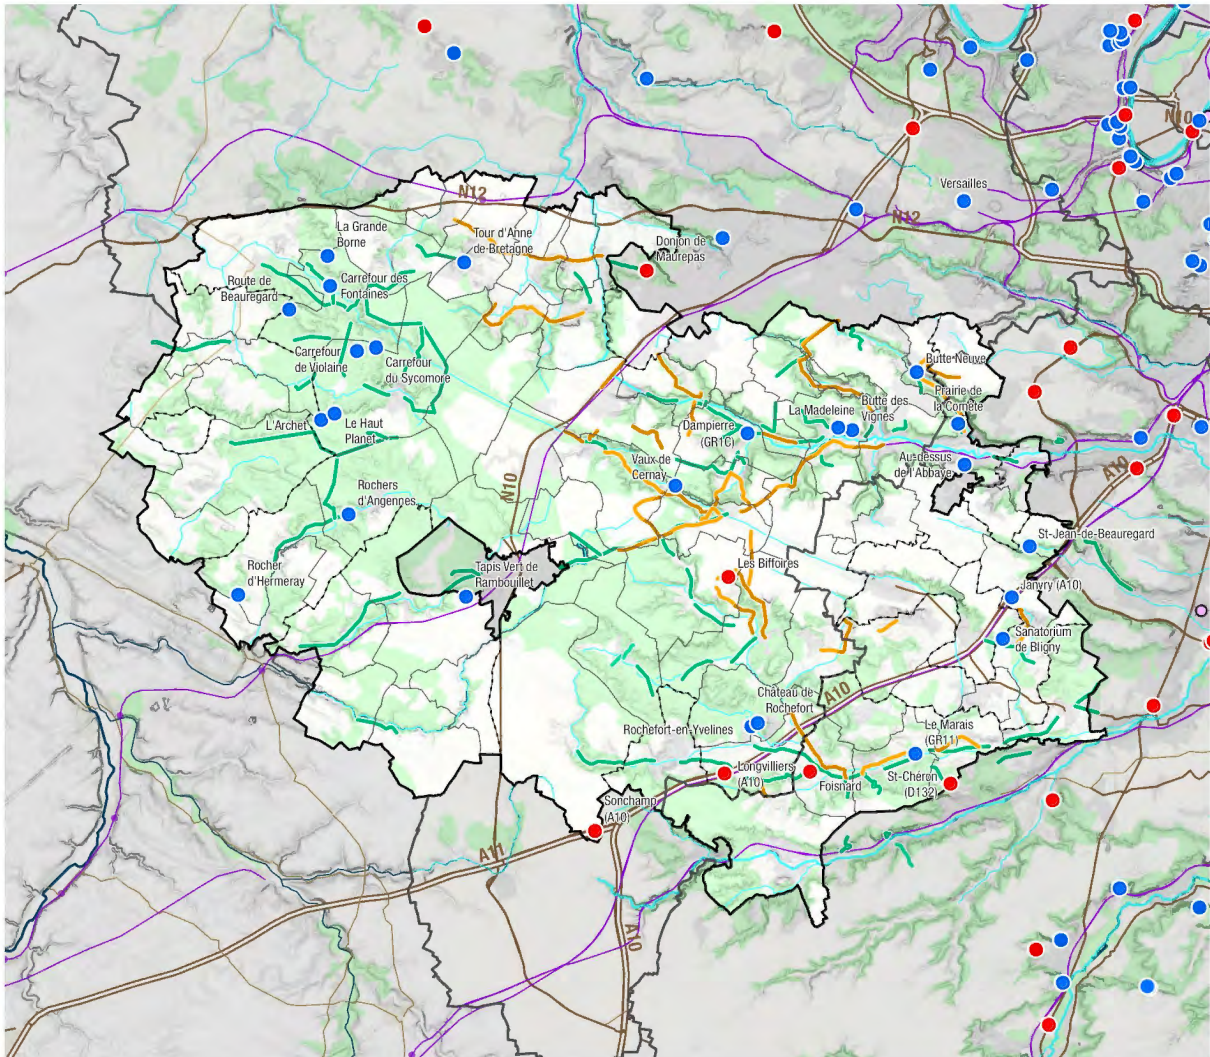 N10
Versailles
N12
N12
La Grande
Borne
Tour d'Anne
de Bretagne
Donjon de
Maurepas
Route de
Beauregard
Carrefour des
Fontaines
Carrefour
de Violaine
Carrefour
du Sycomore
Butte Neuve
Prairie de
la Comète
La Madeleine
Butte des
Vignes
L'Archet
Le Haut
Planet
Dampierre
(GR1C)
Vaux de
Cernay
Au-dessus
de l'Abbaye
A10
N10
Rochers
d'Angennes
St-Jean-de-Beauregard
Rocher
d'Hermeray
Tapis Vert de
Rambouillet
Les Biffoires
Janvry (A10)
Sanatorium
de Bligny
A10
Château de
Rochefort
Rochefort-en-Yvelines
Le Marais
(GR11)
Longvilliers
(A10)
Foisnard
St-Chéron
(D132)
Sonchamp
(A10)
A11
A10